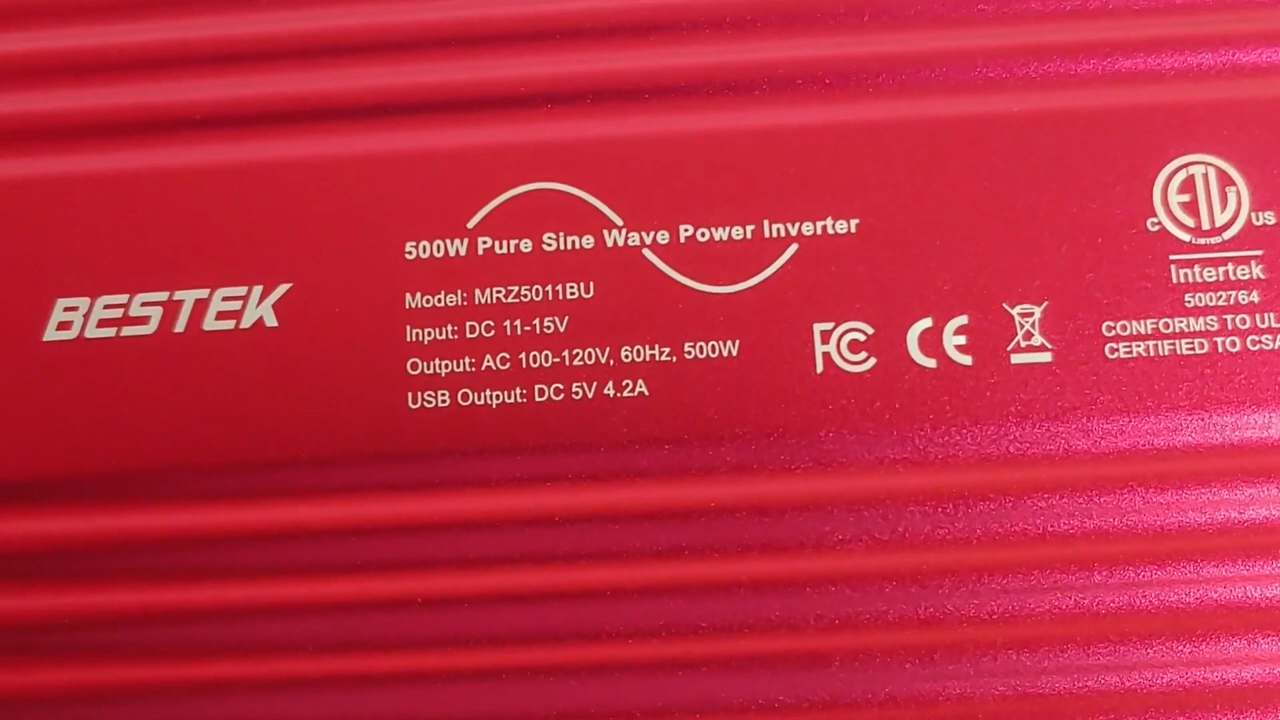 BESTEK
500W Pure Sine Wave Power Inverter
Model: MRZ5011BU
Input: DC 11-15V
Output: AC 100-120V, 60Hz, 500W
USB Output: DC 5V 4.2A
FC CE
C ETL US
LISTED
Intertek
5002764
CONFORMS TO UL
CERTIFIED TO CSA